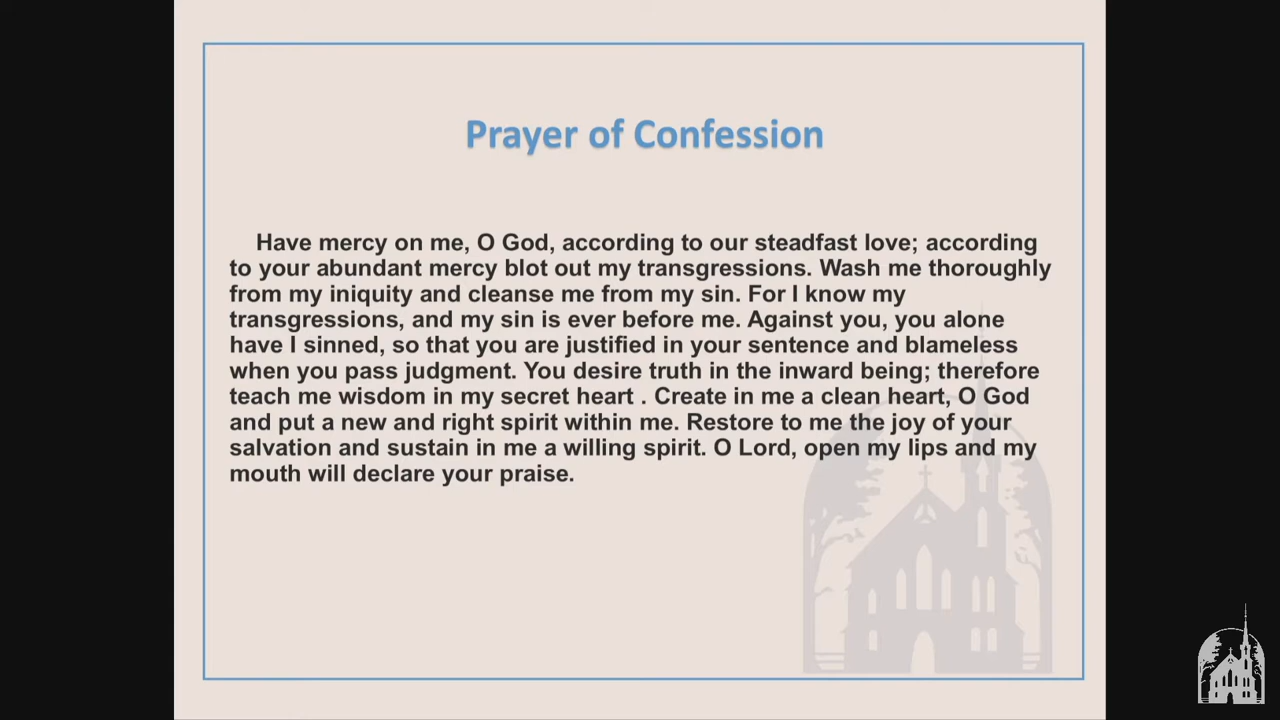 Prayer of Confession
Have mercy on me, O God, according to our steadfast love; according
to your abundant mercy blot out my transgressions. Wash me thoroughly
from my iniquity and cleanse me from my sin. For I know my
transgressions, and my sin is ever before me. Against you, you alone
have I sinned, so that you are justified in your sentence and blameless
when you pass judgment. You desire truth in the inward being; therefore
teach me wisdom in my secret heart . Create in me a clean heart, O God
and put a new and right spirit within me. Restore to me the joy of your
salvation and sustain in me a willing spirit. O Lord, open my lips and my
mouth will declare your praise.